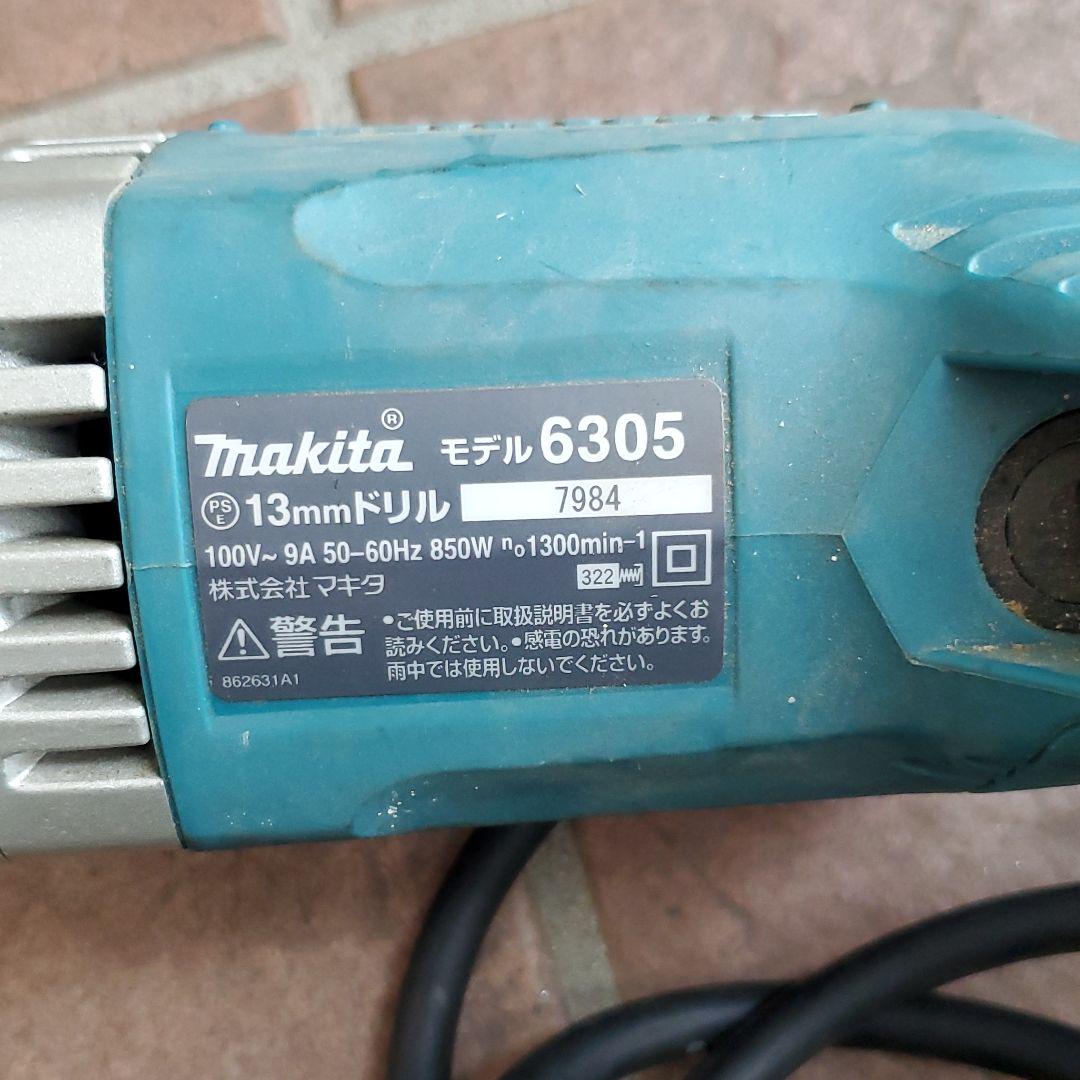 makita® モデル 6305
PSE 13mmドリル 7984
100V~ 9A 50-60Hz 850W n₀1300min-1
株式会社 マキタ 322
警告 •ご使用前に取扱説明書を必ずよくお
読みください。•感電の恐れがあります。
雨中では使用しないでください。
862631A1